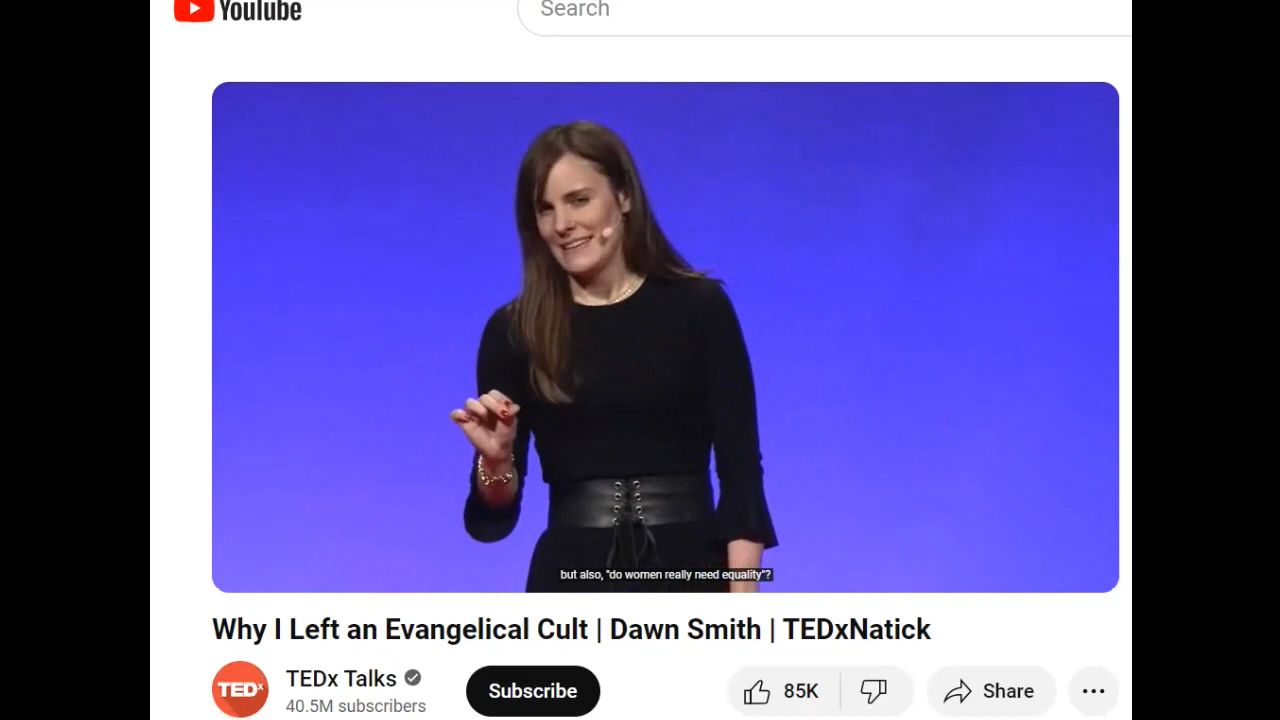 YouTube
Search
but also, "do women really need equality"?
Why I Left an Evangelical Cult | Dawn Smith | TEDxNatick
TEDx
TEDx Talks
40.5M subscribers
Subscribe
85K
Share